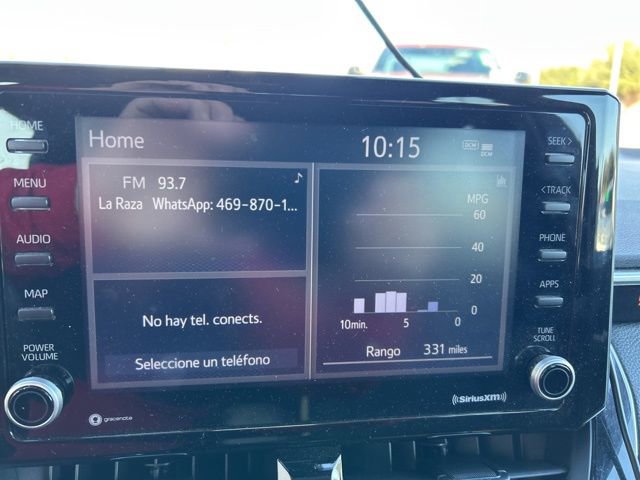 HOME
MENU
AUDIO
MAP
POWER
VOLUME
Home
10:15
DCM
DCM
FM 93.7
La Raza WhatsApp: 469-870-1...
No hay tel. conects.
Seleccione un teléfono
MPG
60
40
20
0
10min. 5 0
Rango 331 miles
SEEK>
<TRACK
PHONE
APPS
TUNE
SCROLL
gracenote
((SiriusXM))